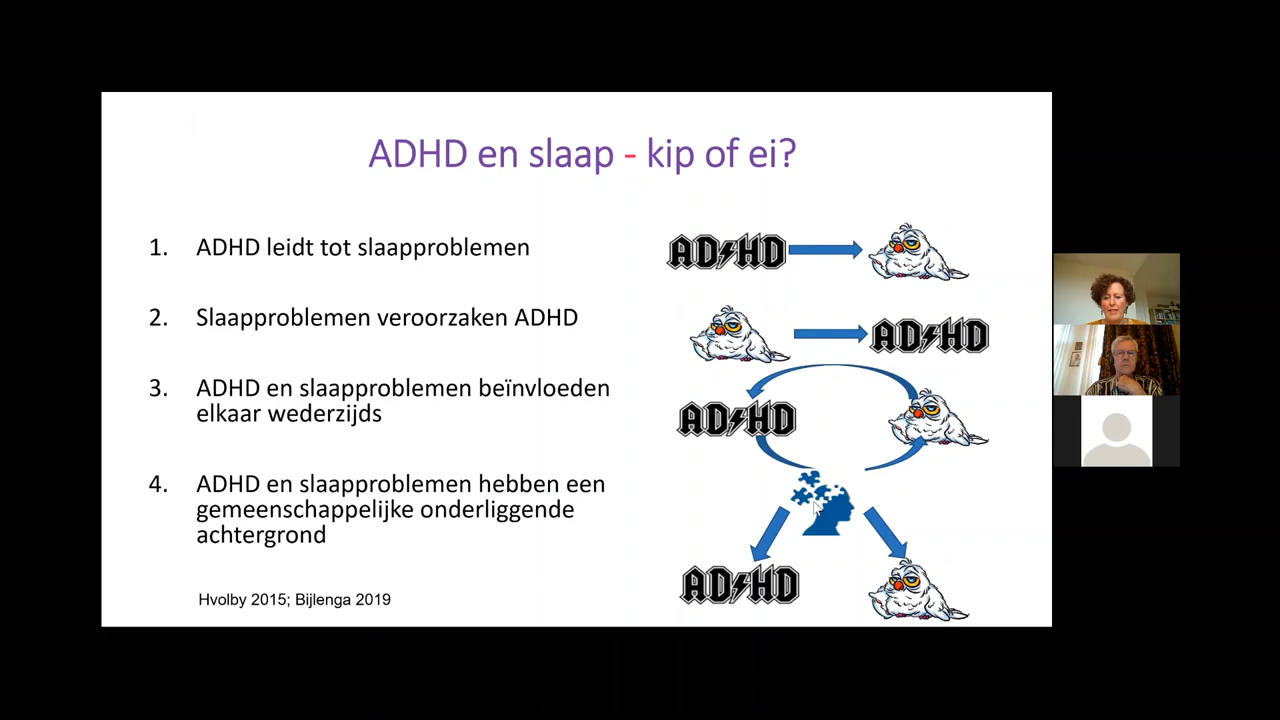 ADHD en slaap - kip of ei?
1. ADHD leidt tot slaapproblemen
2. Slaapproblemen veroorzaken ADHD
3. ADHD en slaapproblemen beïnvloeden
elkaar wederzijds
4. ADHD en slaapproblemen hebben een
gemeenschappelijke onderliggende
achtergrond
Hvolby 2015; Bijlenga 2019
AD⚡HD
AD⚡HD
AD⚡HD
AD⚡HD